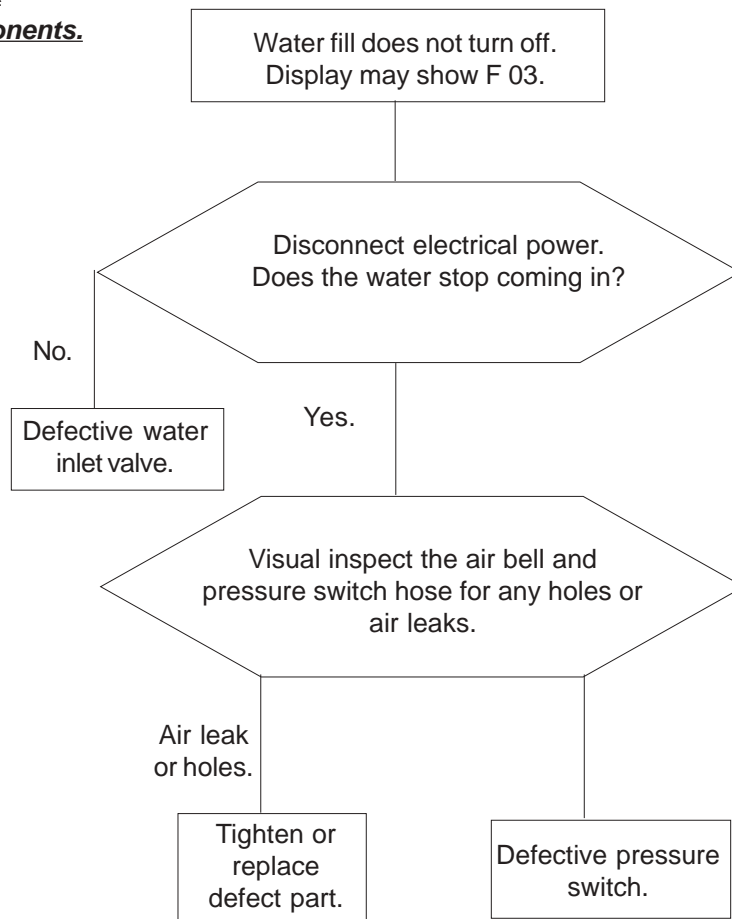 onents.
Water fill does not turn off.
Display may show F 03.
Disconnect electrical power.
Does the water stop coming in?
No.
Yes.
Defective water
inlet valve.
Visual inspect the air bell and
pressure switch hose for any holes or
air leaks.
Air leak
or holes.
Tighten or
replace
defect part.
Defective pressure
switch.